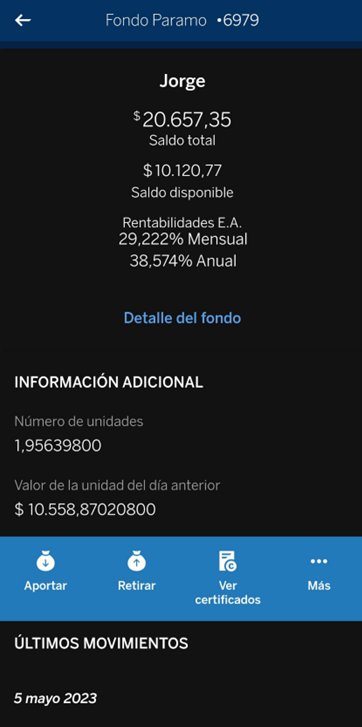 Fondo Paramo •6979
Jorge
$20.657,35
Saldo total
$10.120,77
Saldo disponible
Rentabilidades E.A.
29,222% Mensual
38,574% Anual
Detalle del fondo
INFORMACIÓN ADICIONAL
Número de unidades
1,95639800
Valor de la unidad del día anterior
$ 10.558,87020800
Aportar
Retirar
Ver
certificados
Más
ÚLTIMOS MOVIMIENTOS
5 mayo 2023